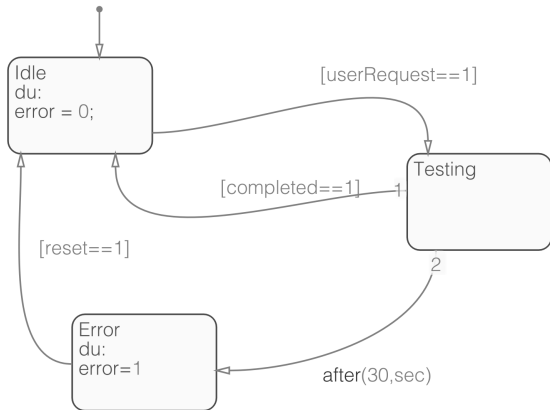 Idle
du:
error = 0;
[userRequest==1]
Testing
[completed==1]
1
[reset==1]
2
Error
du:
error=1
after(30,sec)